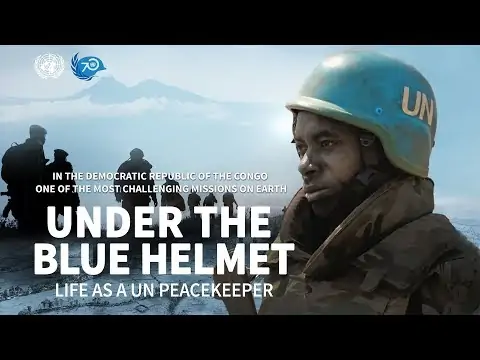 70
UN
IN THE DEMOCRATIC REPUBLIC OF THE CONGO
ONE OF THE MOST CHALLENGING MISSIONS ON EARTH
UNDER THE
BLUE HELMET
LIFE AS A UN PEACEKEEPER